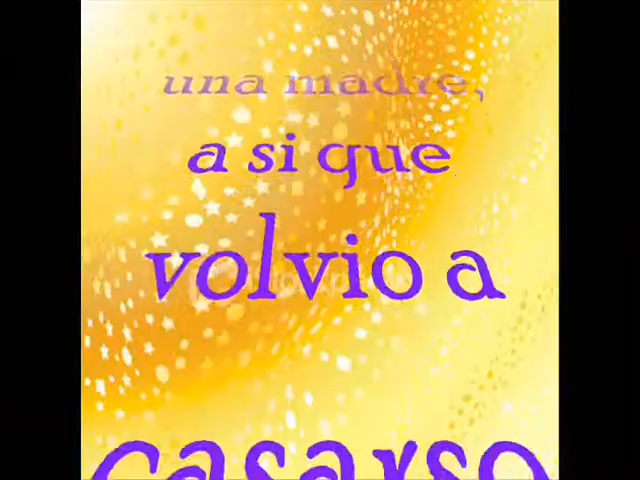 una madre,
a si que
volvio a
casarse